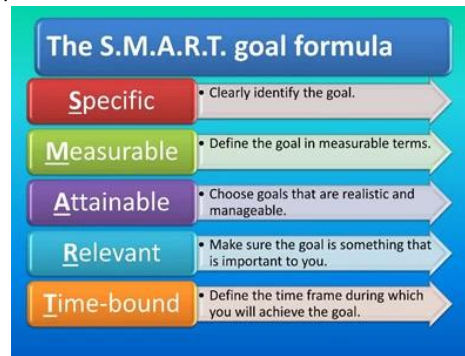 The S.M.A.R.T. goal formula
Specific
• Clearly identify the goal.
Measurable
• Define the goal in measurable terms.
Attainable
• Choose goals that are realistic and
manageable.
Relevant
• Make sure the goal is something that
is important to you.
Time-bound
• Define the time frame during which
you will achieve the goal.